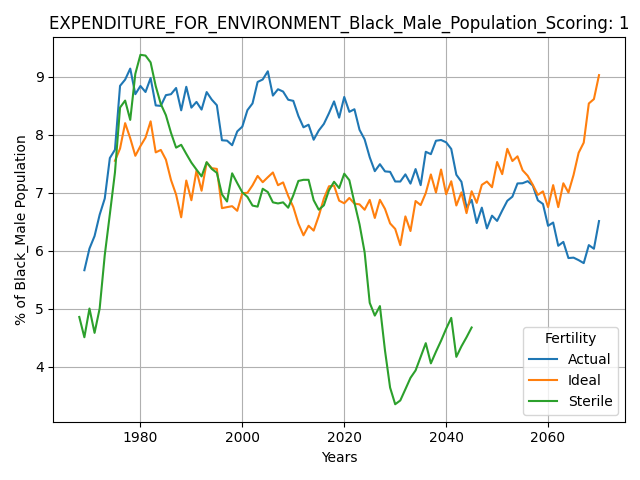 EXPENDITURE_FOR_ENVIRONMENT_Black_Male_Population_Scoring: 1
% of Black_Male Population
9
8
7
6
5
4
1980 2000 2020 2040 2060
Years
Fertility
Actual
Ideal
Sterile